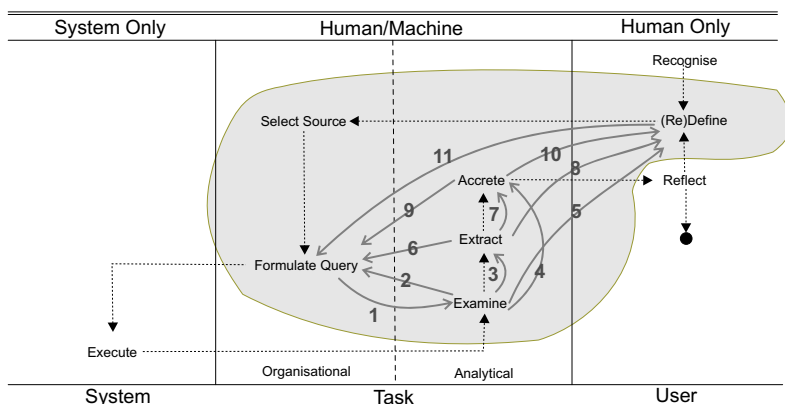 System Only
Human/Machine
Human Only
Recognise
Select Source
(Re)Define
11
10
8
Accrete
Reflect
9
7
5
Extract
6
Formulate Query
2
3
4
1
Examine
Execute
Organisational
Analytical
System
Task
User